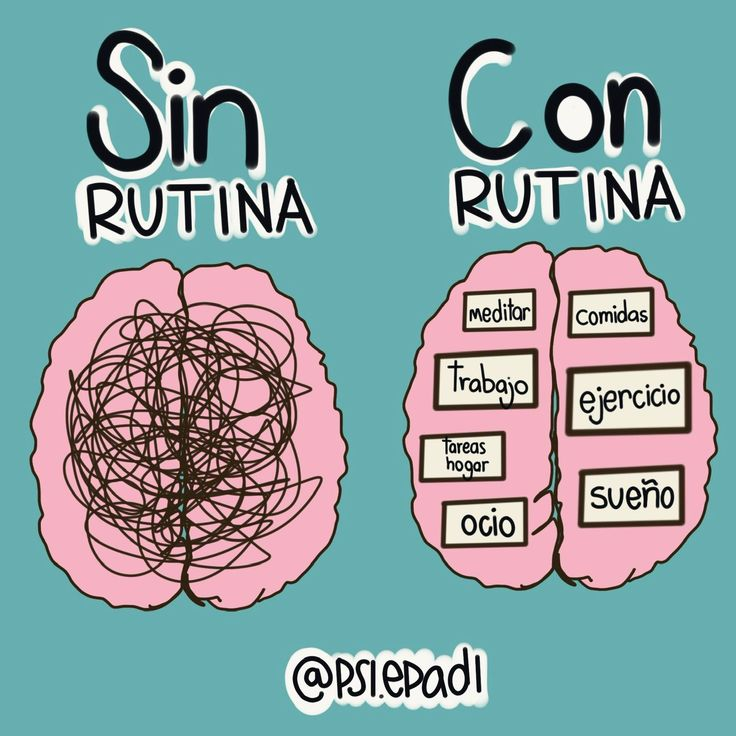 Sin
RUTINA
Con
RUTINA
meditar
Trabajo
tareas
hogar
ocio
comidas
ejercicio
sueño
@psi.epadi